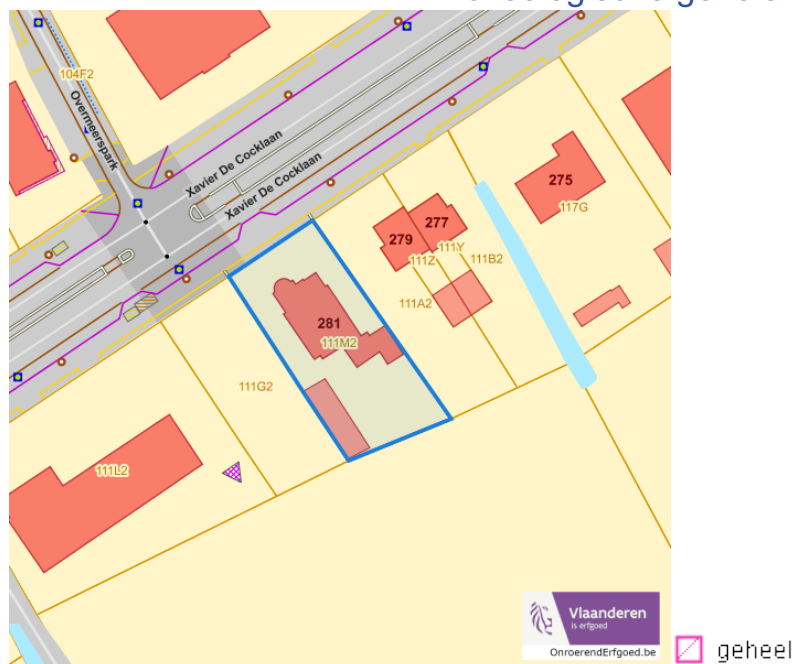 104F2
Overmeerspark
Xavier De Cocklaan
Xavier De Cocklaan
275
117G
277
279
111Y
111Z
111B2
111A2
281
111M2
111G2
111L2
Vlaanderen
is erfgoed
OnroerendErfgoed.be
geheel